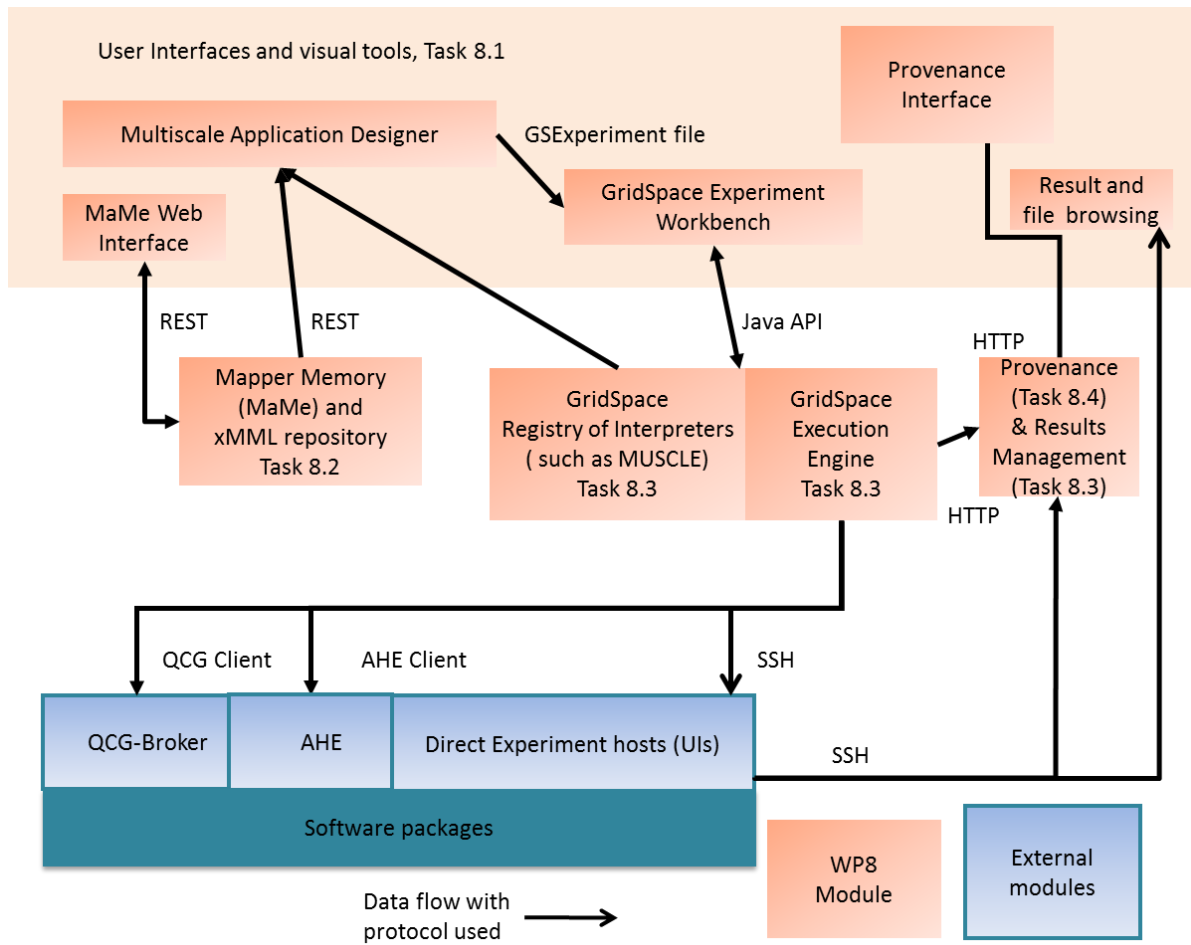 User Interfaces and visual tools, Task 8.1
Provenance
Interface
Multiscale Application Designer
GSExperiment file
GridSpace Experiment
Workbench
Result and
file browsing
MaMe Web
Interface
REST
REST
Java API
HTTP
Mapper Memory
(MaMe) and
xMML repository
Task 8.2
GridSpace
Registry of Interpreters
( such as MUSCLE)
Task 8.3
GridSpace
Execution
Engine
Task 8.3
Provenance
(Task 8.4)
& Results
Management
(Task 8.3)
HTTP
QCG Client
AHE Client
SSH
QCG-Broker
AHE
Direct Experiment hosts (UIs)
SSH
Software packages
WP8
Module
External
modules
Data flow with
protocol used